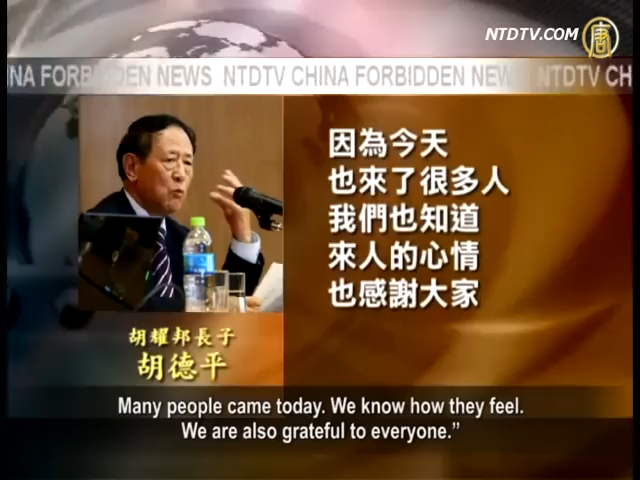 NTDTV.COM
唐
NA FORBIDDEN NEWS NTDTV CHINA FORBIDDEN NEW NTDTV CH
因為今天
也來了很多人
我們也知道
來人的心情
也感謝大家
胡耀邦長子
胡德平
Many people came today. We know how they feel.
We are also grateful to everyone.”